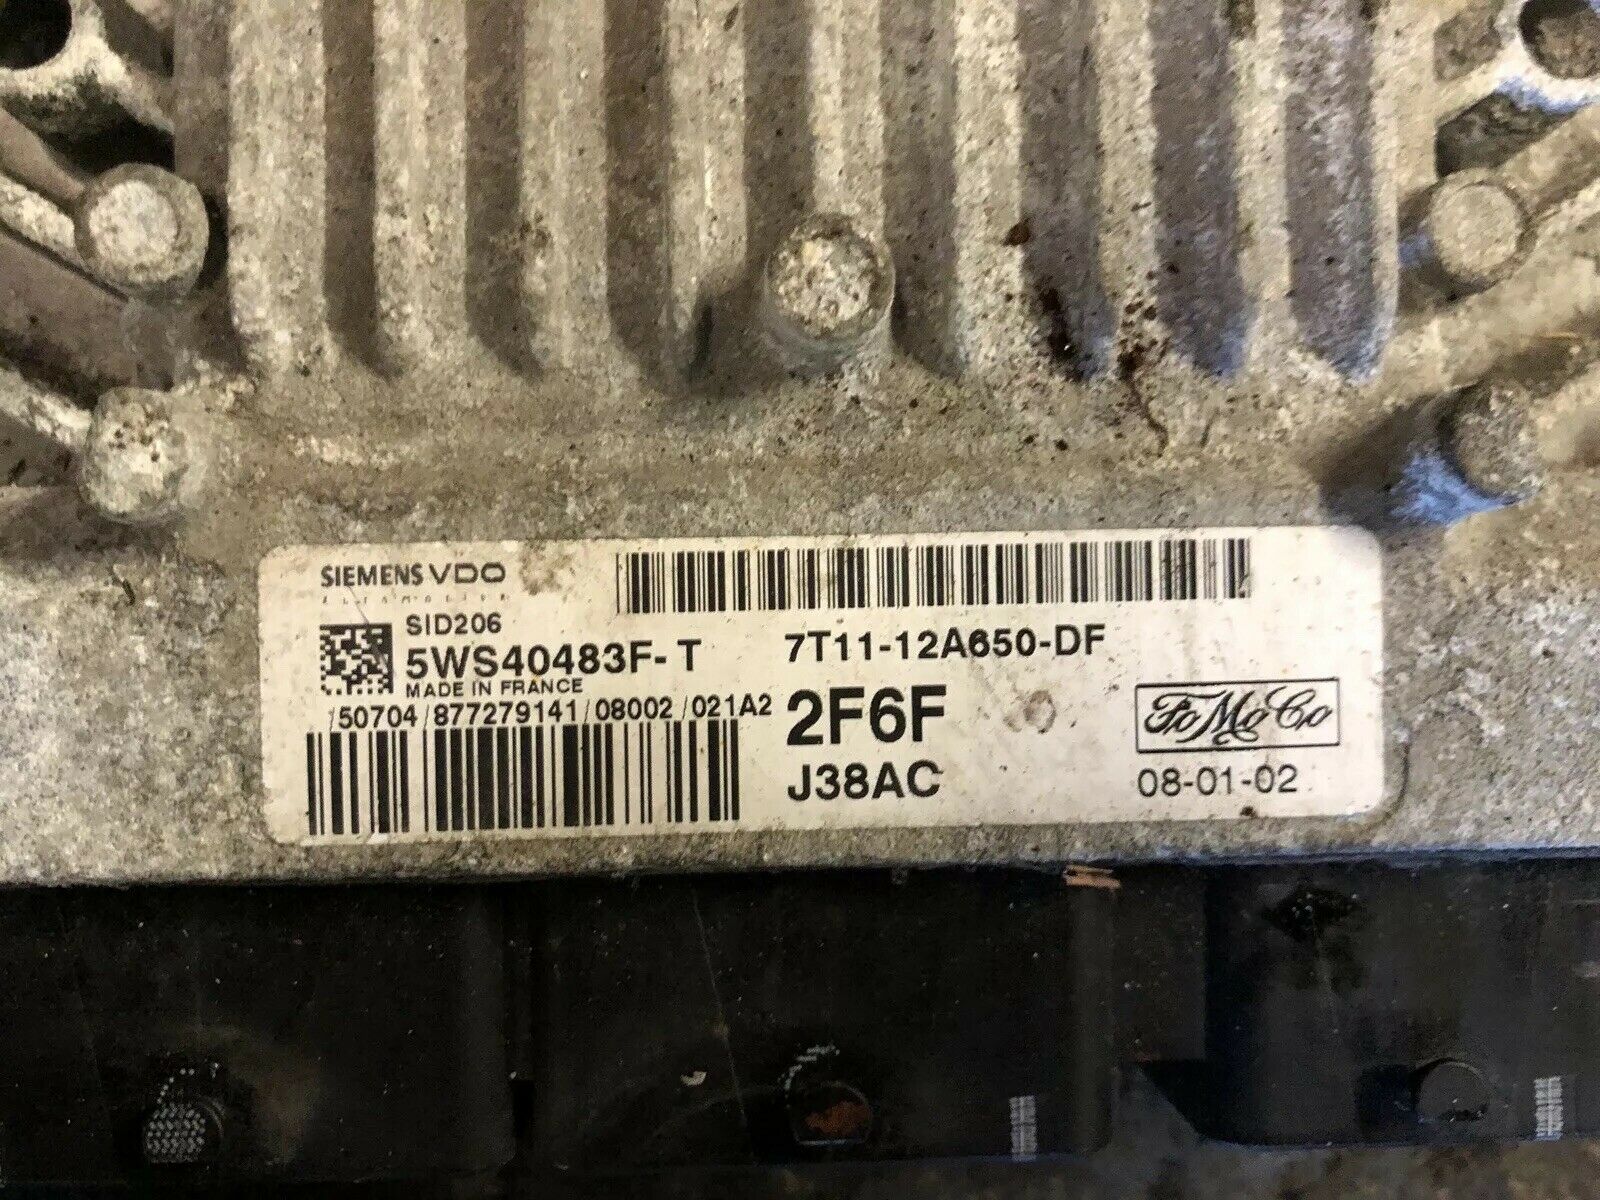 SIEMENS VDO
AUTOMOTIVE
SID206
5WS40483F-T
7T11-12A650-DF
MADE IN FRANCE
/50704/877279141/08002/021A2
2F6F
FoMoCo
J38AC
08-01-02